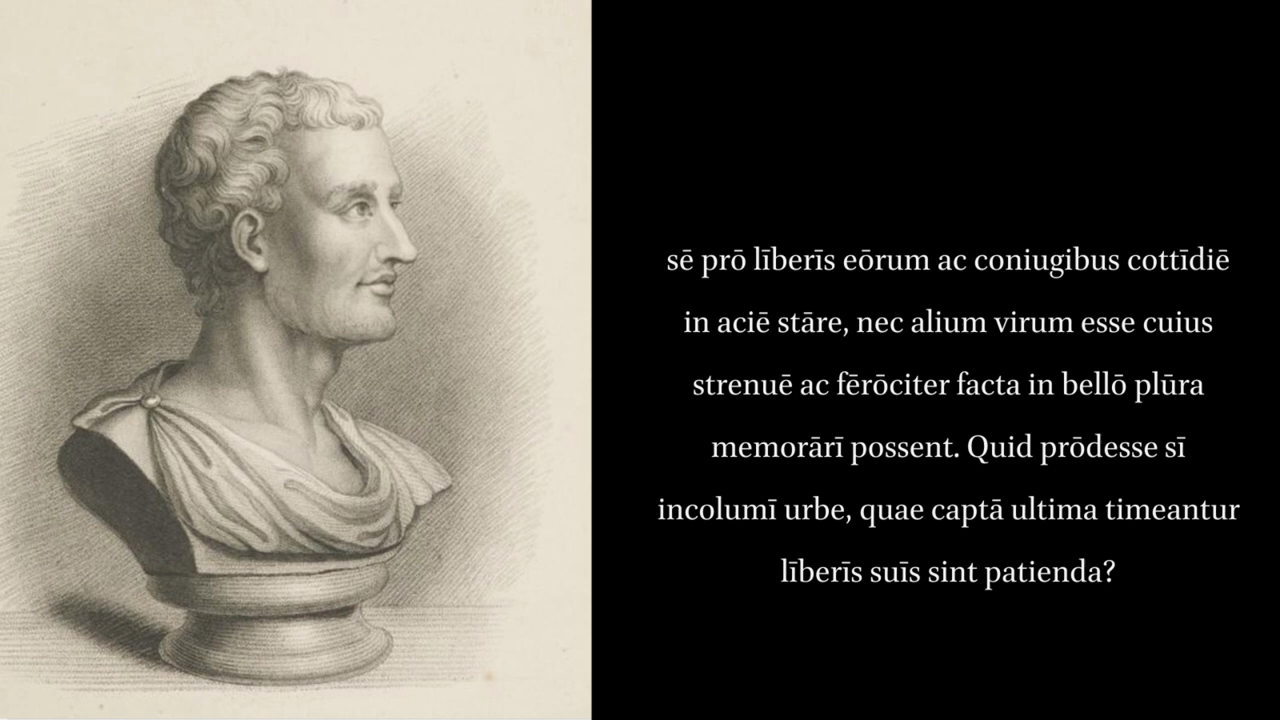 sē prō līberīs eōrum ac coniugibus cottīdiē
in aciē stāre, nec alium virum esse cuius
strenuē ac fērōciter facta in bellō plūra
memorārī possent. Quid prōdesse sī
incolumī urbe, quae captā ultima timeantur
līberīs suīs sint patienda?